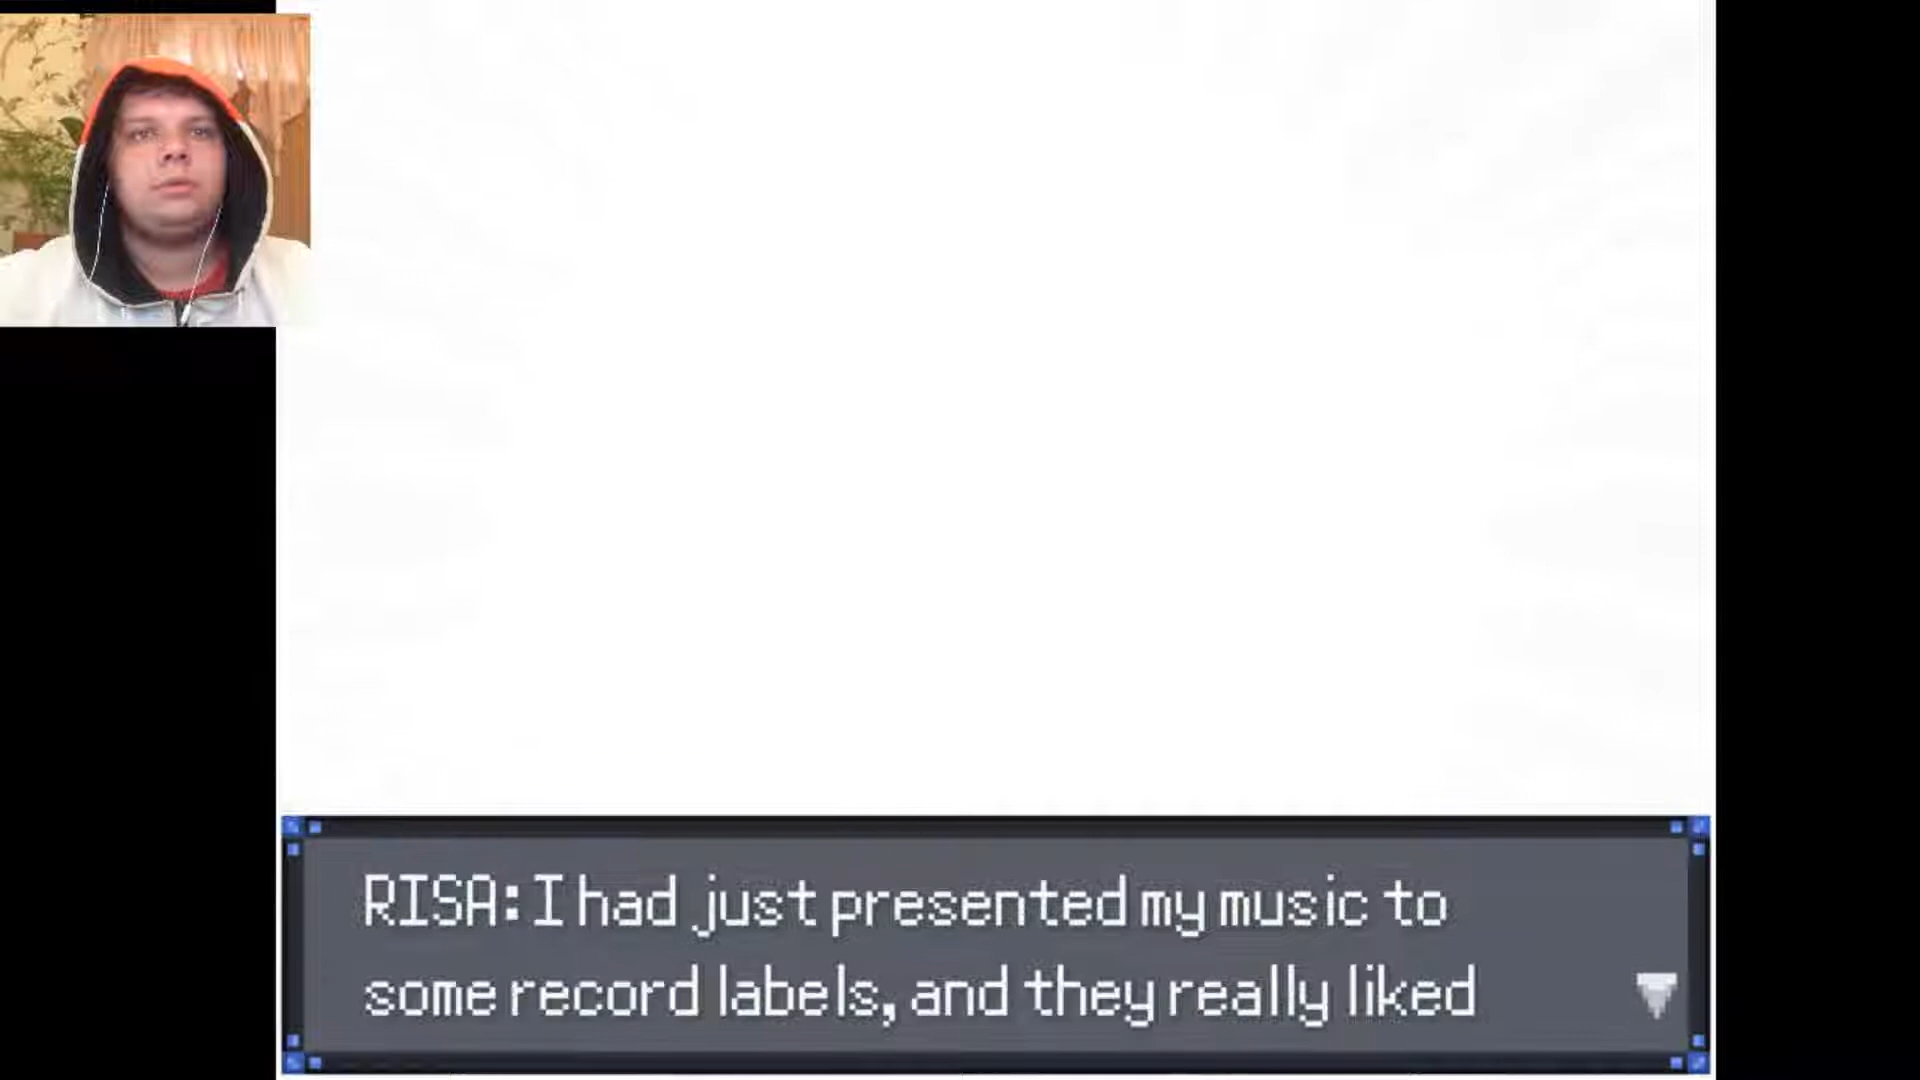 RISA: I had just presented my music to
some record labels, and they really liked